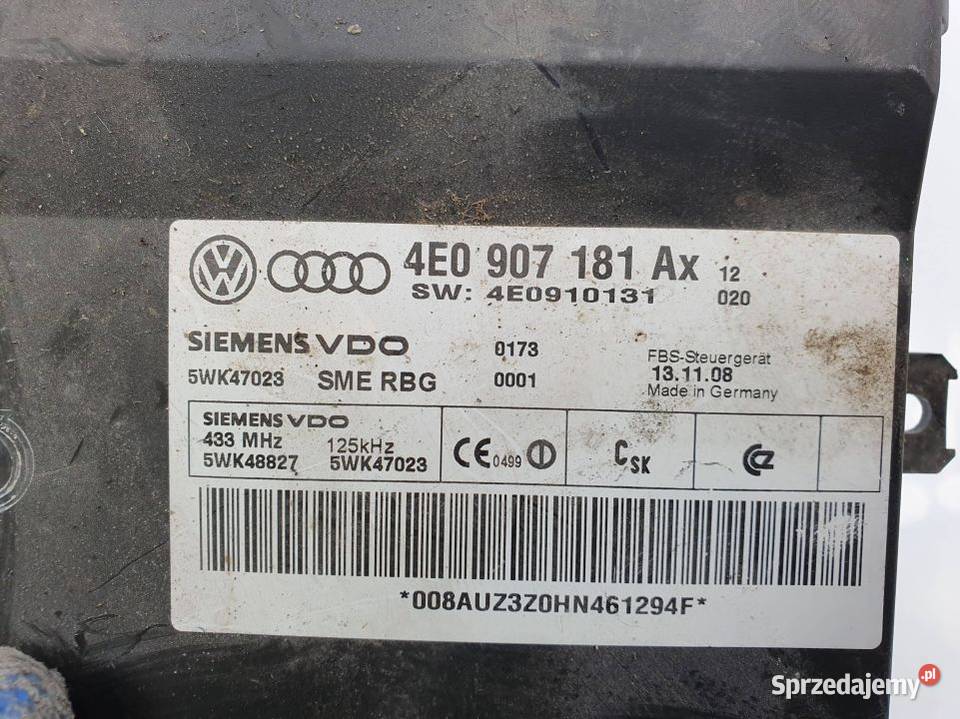 4E0 907 181 Ax 12
SW: 4E0910131 020
SIEMENS VDO 0173 FBS-Steuergerät
5WK47023 SME RBG 0001 13.11.08
Made in Germany
SIEMENS VDO
433 MHz 125kHz
5WK48827 5WK47023
CE 0499
CSK
*008AUZ3Z0HN461294F*
Sprzedajemy.pl